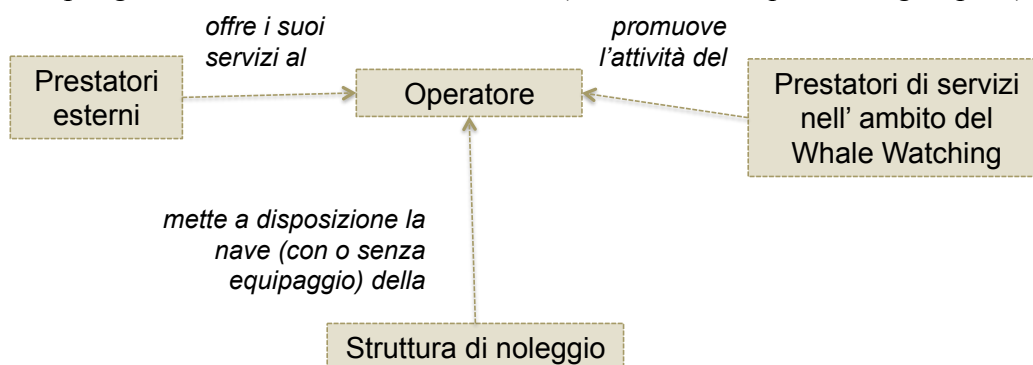 offre i suoi
servizi al
promuove
l'attività del
Prestatori
esterni
Operatore
Prestatori di servizi
nell' ambito del
Whale Watching
mette a disposizione la
nave (con o senza
equipaggio) della
Struttura di noleggio